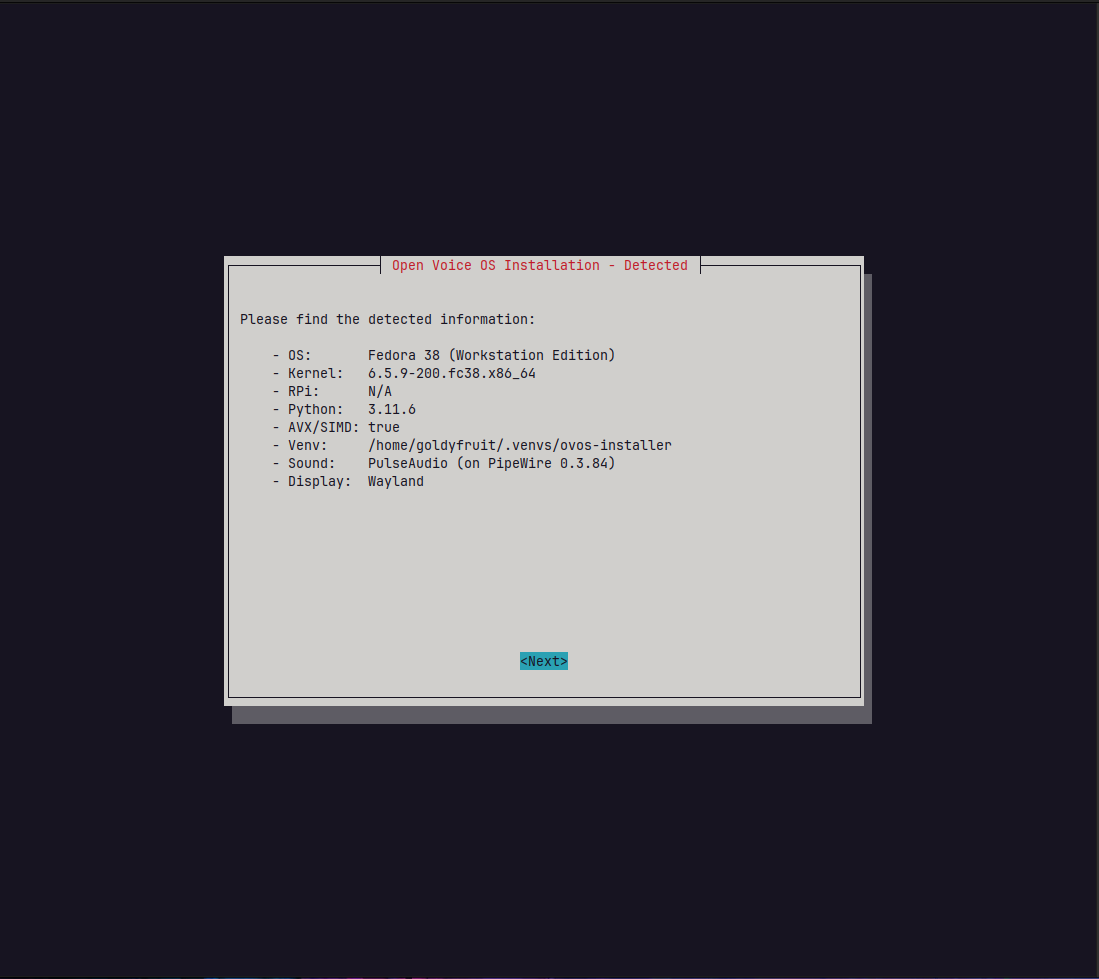 Open Voice OS Installation - Detected
Please find the detected information:
- OS:       Fedora 38 (Workstation Edition)
- Kernel:   6.5.9-200.fc38.x86_64
- RPi:      N/A
- Python:   3.11.6
- AVX/SIMD: true
- Venv:     /home/goldyfruit/.venvs/ovos-installer
- Sound:    PulseAudio (on PipeWire 0.3.84)
- Display:  Wayland
<Next>